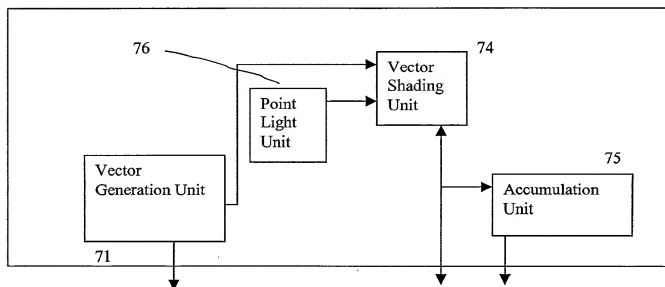 76
74
Vector
Shading
Unit
Point
Light
Unit
75
Vector
Generation Unit
Accumulation
Unit
71